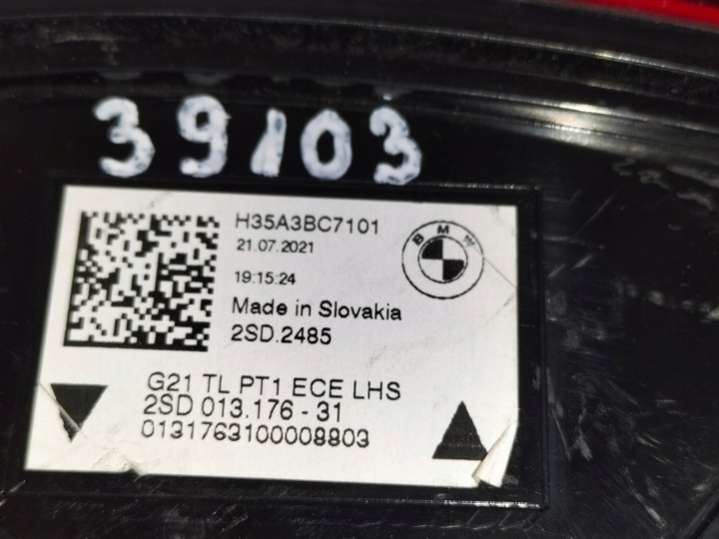 39103
H35A3BC7101
21.07.2021
BMW
19:15:24
Made in Slovakia
2SD.2485
G21 TL PT1 ECE LHS
2SD 013.176 - 31
0131763100008803